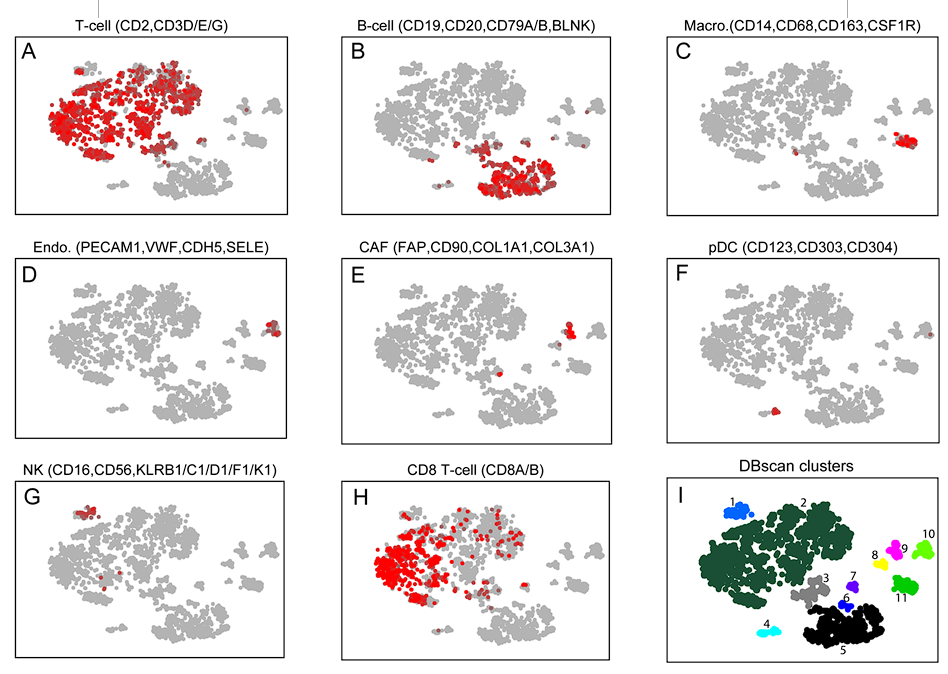 T-cell (CD2,CD3D/E/G)
B-cell (CD19,CD20,CD79A/B,BLNK)
Macro.(CD14,CD68,CD163,CSF1R)
A
B
C
Endo. (PECAM1,VWF,CDH5,SELE)
CAF (FAP,CD90,COL1A1,COL3A1)
pDC (CD123,CD303,CD304)
D
E
F
NK (CD16,CD56,KLRB1/C1/D1/F1/K1)
CD8 T-cell (CD8A/B)
DBscan clusters
G
H
I
1
2
10
9
8
7
3
11
6
4
5